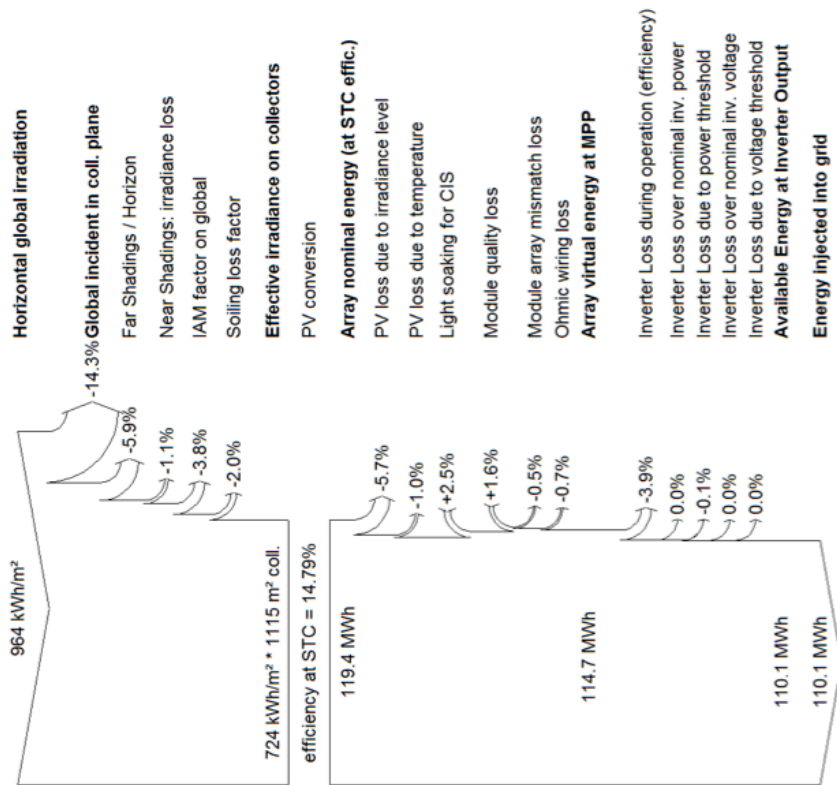 Horizontal global irradiation
964 kWh/m²
-14.3% Global incident in coll. plane
-5.9% Far Shadings / Horizon
-1.1% Near Shadings: irradiance loss
-3.8% IAM factor on global
-2.0% Soiling loss factor
Effective irradiance on collectors
724 kWh/m² * 1115 m² coll.
efficiency at STC = 14.79% PV conversion
119.4 MWh Array nominal energy (at STC effic.)
-5.7% PV loss due to irradiance level
-1.0% PV loss due to temperature
+2.5% Light soaking for CIS
+1.6% Module quality loss
-0.5% Module array mismatch loss
-0.7% Ohmic wiring loss
114.7 MWh Array virtual energy at MPP
-3.9% Inverter Loss during operation (efficiency)
0.0% Inverter Loss over nominal inv. power
-0.1% Inverter Loss due to power threshold
0.0% Inverter Loss over nominal inv. voltage
0.0% Inverter Loss due to voltage threshold
110.1 MWh Available Energy at Inverter Output
110.1 MWh Energy injected into grid